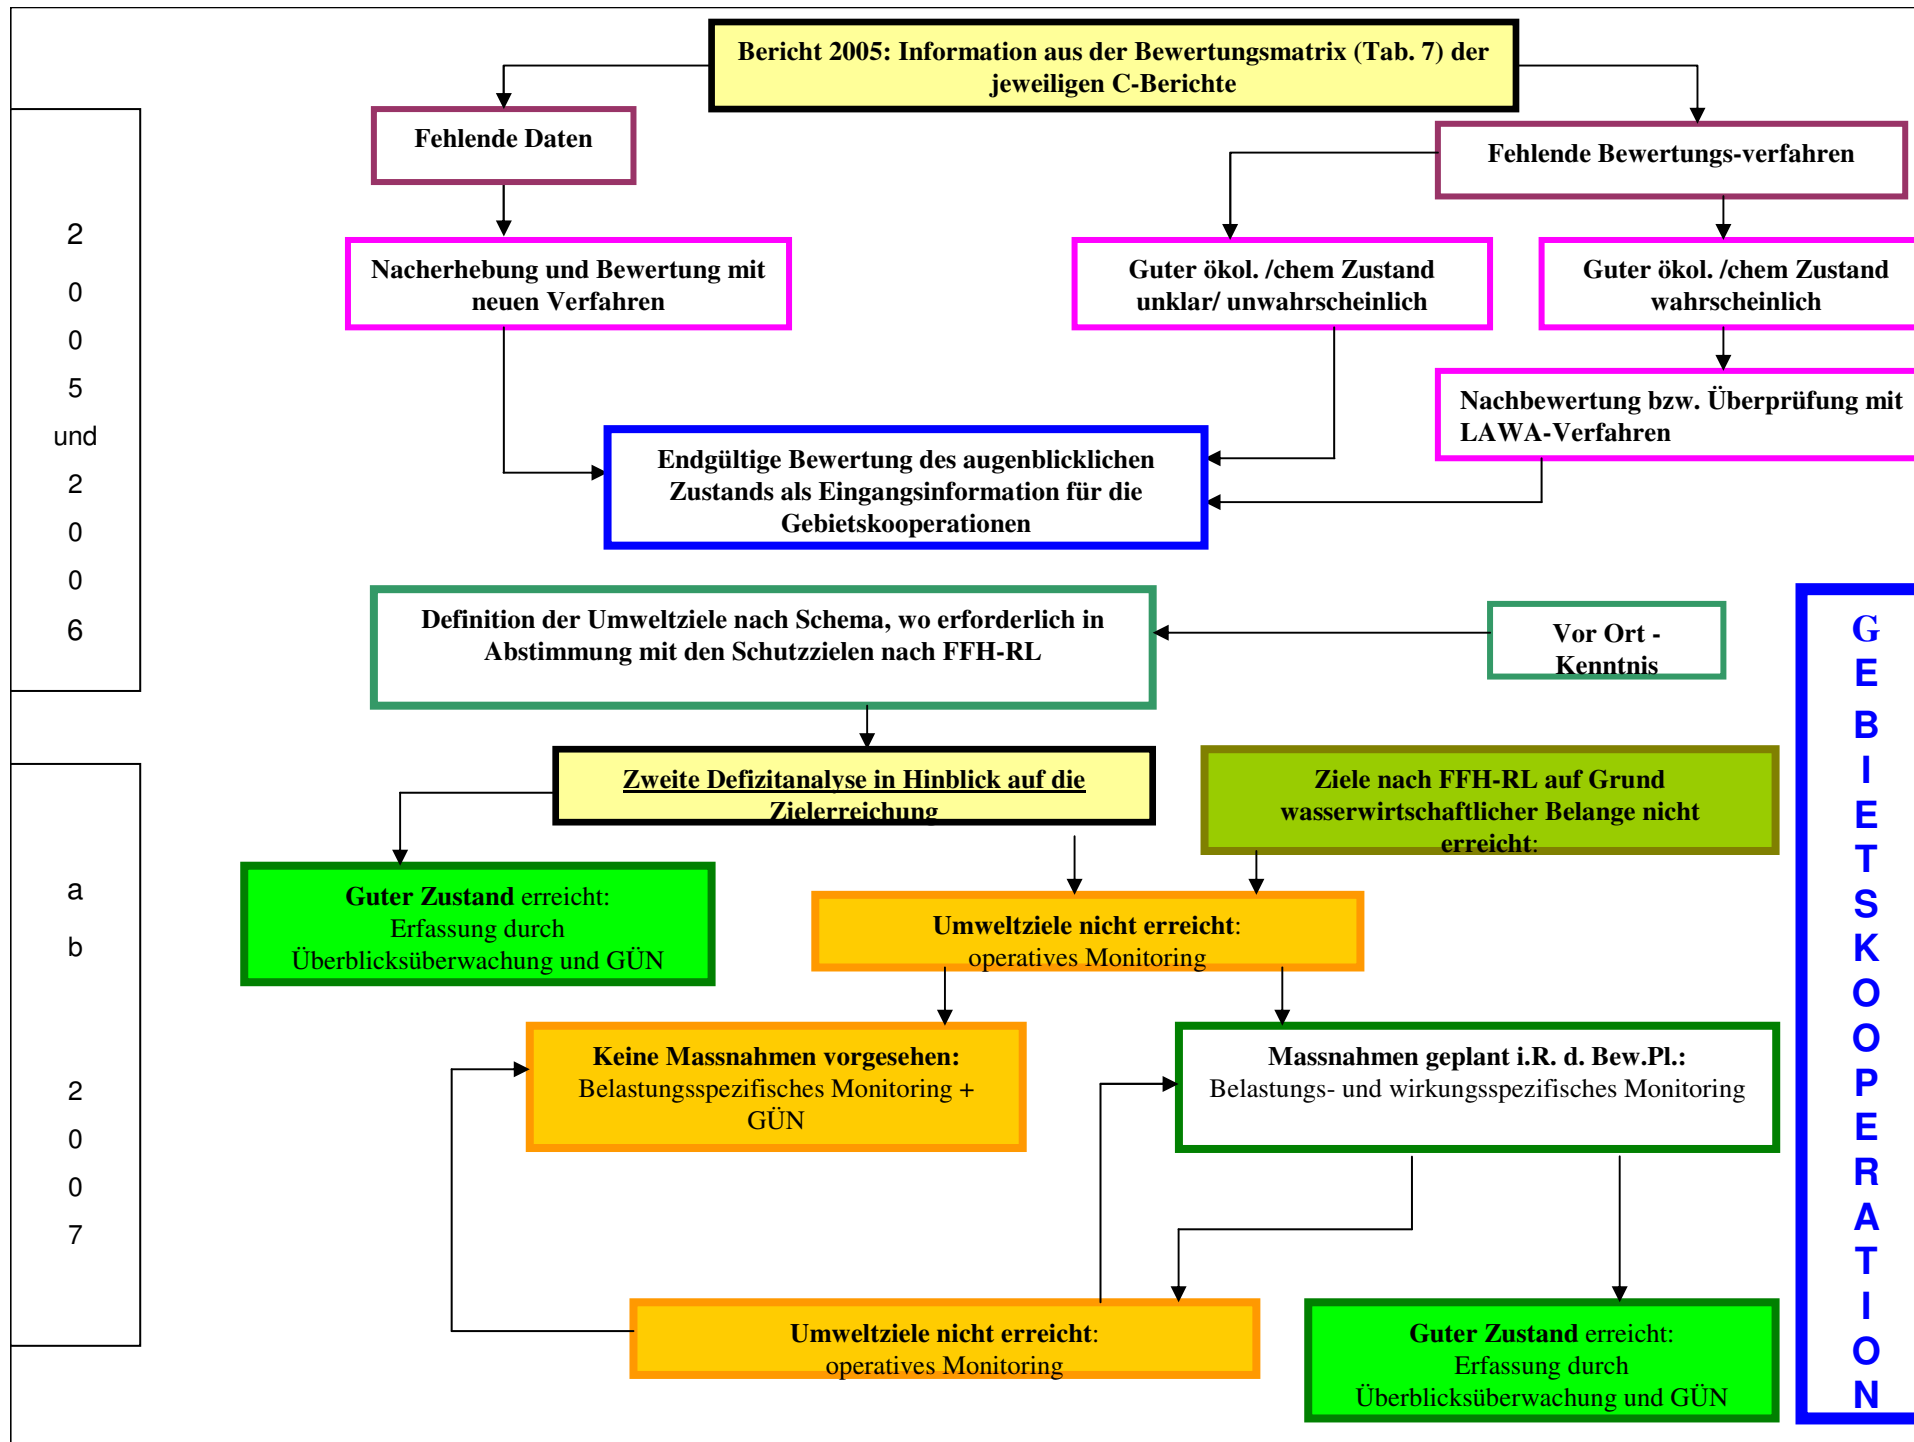 Bericht 2005: Information aus der Bewertungsmatrix (Tab. 7) der
jeweiligen C-Berichte
Fehlende Daten
Fehlende Bewertungs-verfahren
Nacherhebung und Bewertung mit
neuen Verfahren
Guter ökol. /chem Zustand
unklar/ unwahrscheinlich
Guter ökol. /chem Zustand
wahrscheinlich
Nachbewertung bzw. Überprüfung mit
LAWA-Verfahren
Endgültige Bewertung des augenblicklichen
Zustands als Eingangsinformation für die
Gebietskooperationen
2
0
0
5
und
2
0
0
6
Definition der Umweltziele nach Schema, wo erforderlich in
Abstimmung mit den Schutzzielen nach FFH-RL
Vor Ort -
Kenntnis
Zweite Defizitanalyse in Hinblick auf die
Zielerreichung
Ziele nach FFH-RL auf Grund
wasserwirtschaftlicher Belange nicht
erreicht:
Guter Zustand erreicht:
Erfassung durch
Überblicksüberwachung und GÜN
Umweltziele nicht erreicht:
operatives Monitoring
Keine Massnahmen vorgesehen:
Belastungsspezifisches Monitoring +
GÜN
Massnahmen geplant i.R. d. Bew.Pl.:
Belastungs- und wirkungsspezifisches Monitoring
a
b
2
0
0
7
Umweltziele nicht erreicht:
operatives Monitoring
Guter Zustand erreicht:
Erfassung durch
Überblicksüberwachung und GÜN
G
E
B
I
E
T
S
K
O
O
P
E
R
A
T
I
O
N